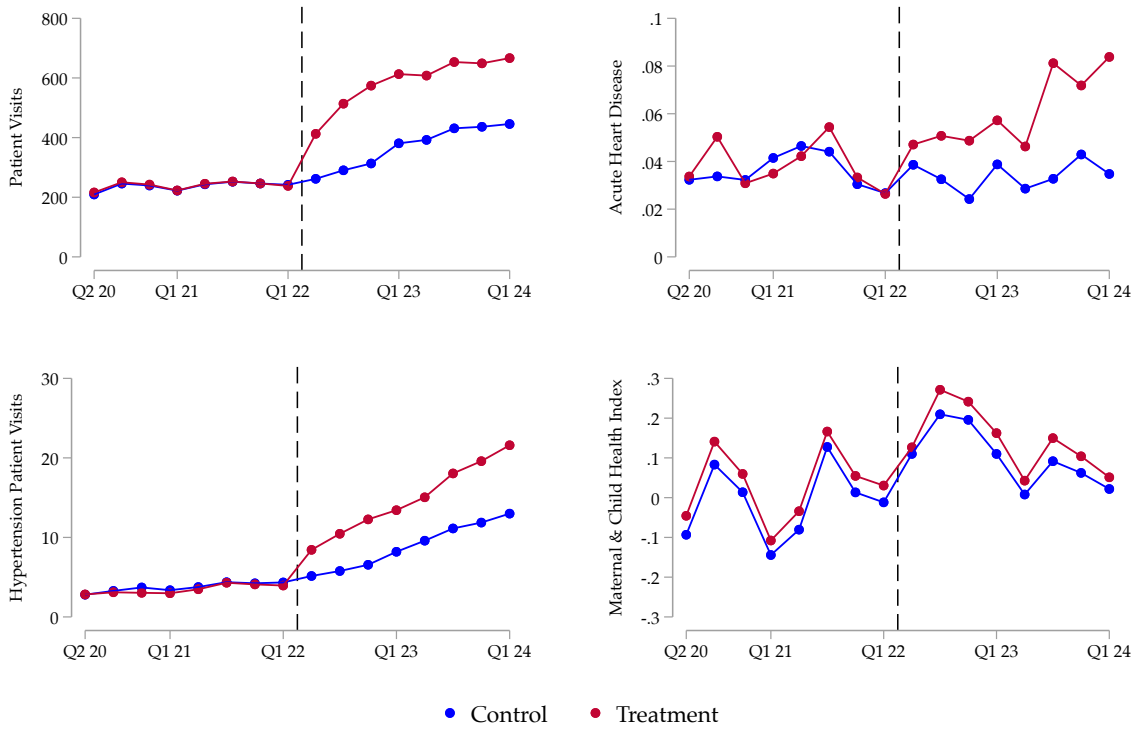 Patient Visits
800
600
400
200
0
Q2 20 Q1 21 Q1 22 Q1 23 Q1 24
Acute Heart Disease
.1
.08
.06
.04
.02
0
Q2 20 Q1 21 Q1 22 Q1 23 Q1 24
Hypertension Patient Visits
30
20
10
0
Q2 20 Q1 21 Q1 22 Q1 23 Q1 24
Maternal & Child Health Index
.3
.2
.1
0
-.1
-.2
-.3
Q2 20 Q1 21 Q1 22 Q1 23 Q1 24
Control Treatment